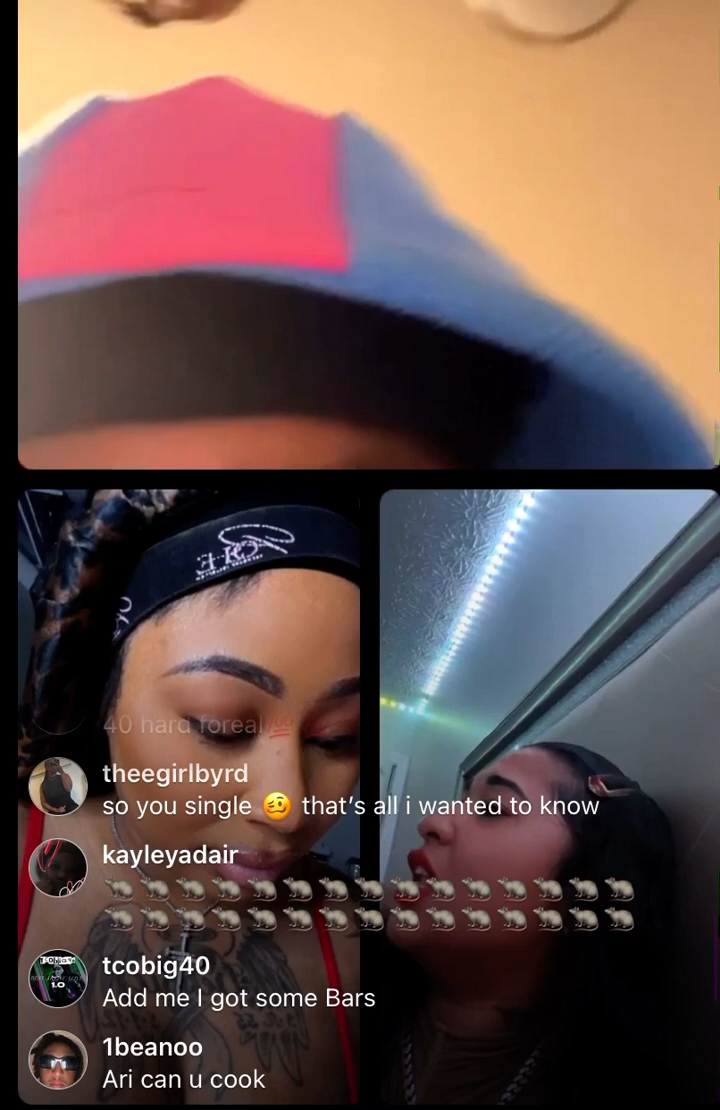 40 hard foreal💯
theegirlbyrd
so you single 🥴 that's all i wanted to know
kayleyadair
🐀🐀🐀🐀🐀🐀🐀🐀🐀🐀🐀🐀🐀🐀🐀
🐀🐀🐀🐀🐀🐀🐀🐀🐀🐀🐀🐀🐀🐀🐀
tcobig40
Add me I got some Bars
1beanoo
Ari can u cook